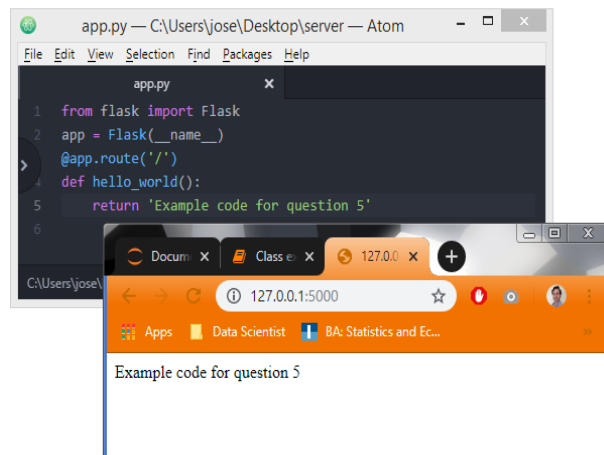 app.py — C:\Users\jose\Desktop\server — Atom
File Edit View Selection Find Packages Help
app.py
1 from flask import Flask
2 app = Flask(__name__)
@app.route('/')
4 def hello_world():
5 return 'Example code for question 5'
6
C:\Users\jose\
Docum
Class e
127.0.0
127.0.0.1:5000
Apps Data Scientist BA: Statistics and Ec...
Example code for question 5